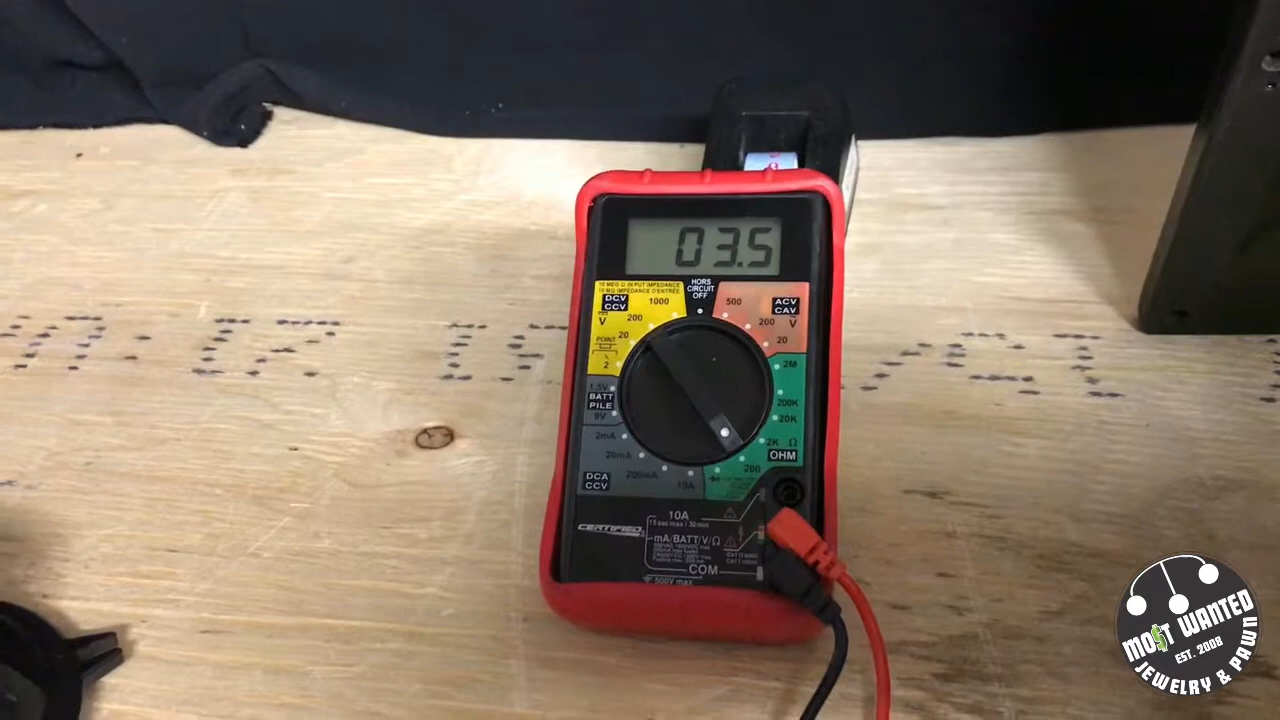 03.5
10 MEG Ω INPUT IMPEDANCE
10 MΩ IMPEDANCE D'ENTRÉE
HORS
CIRCUIT
OFF
DCV
CCV
V
1000
200
20
2
POINT
500
200
20
ACV
CAV
V
1.5V
BATT
PILE
9V
2M
200K
20K
2K Ω
OHM
200
2mA
20mA
200mA
10A
DCA
CCV
CERTIFIED
10A
15 sec max / 30 min
mA/BATT/V/Ω
COM
500V max
MO$T WANTED
EST. 2008
JEWELRY & PAWN